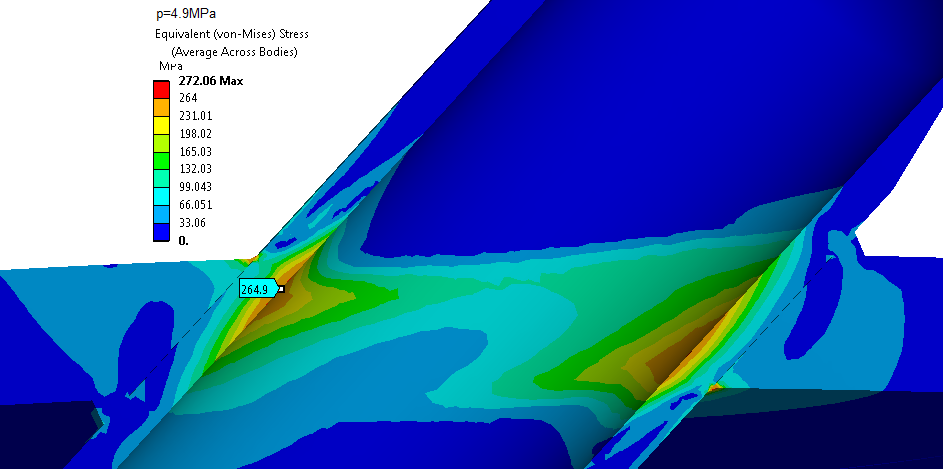 p=4.9MPa
Equivalent (von-Mises) Stress
(Average Across Bodies)
MPa
272.06 Max
264
231.01
198.02
165.03
132.03
99.043
66.051
33.06
0.
264.9